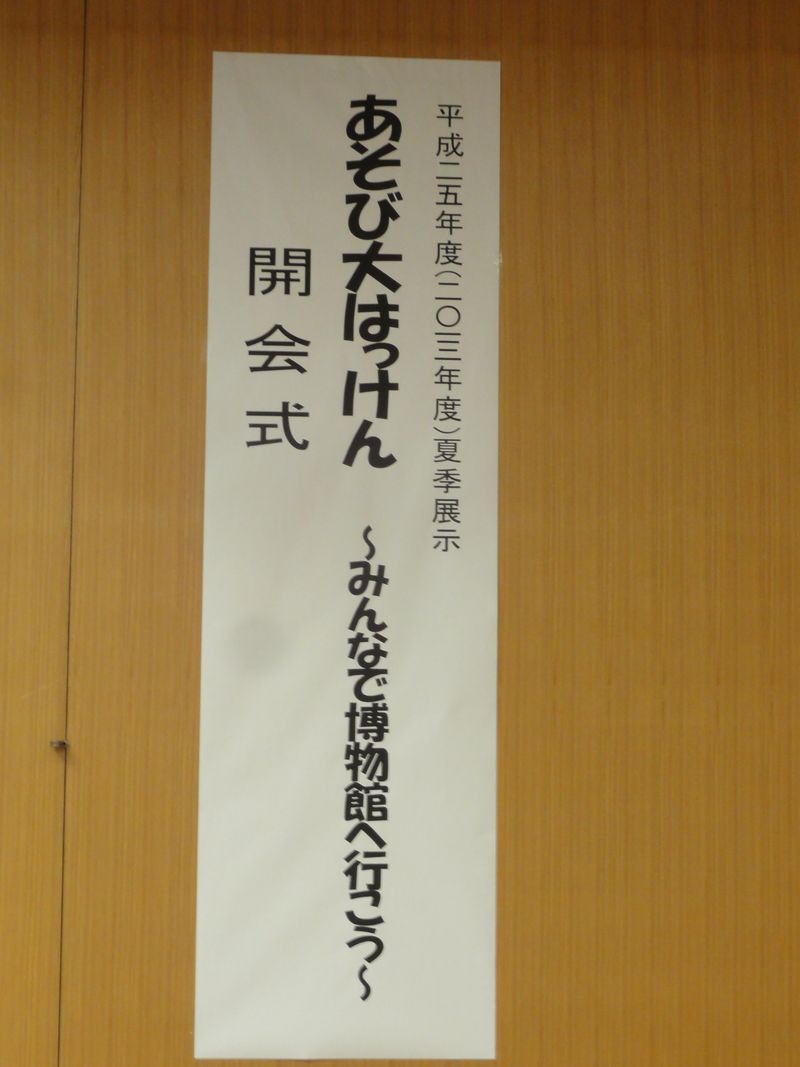 平成二五年度(二〇三年度)夏季展示
あそび大はっけん ～みんなで博物館へ行こう～
開会式